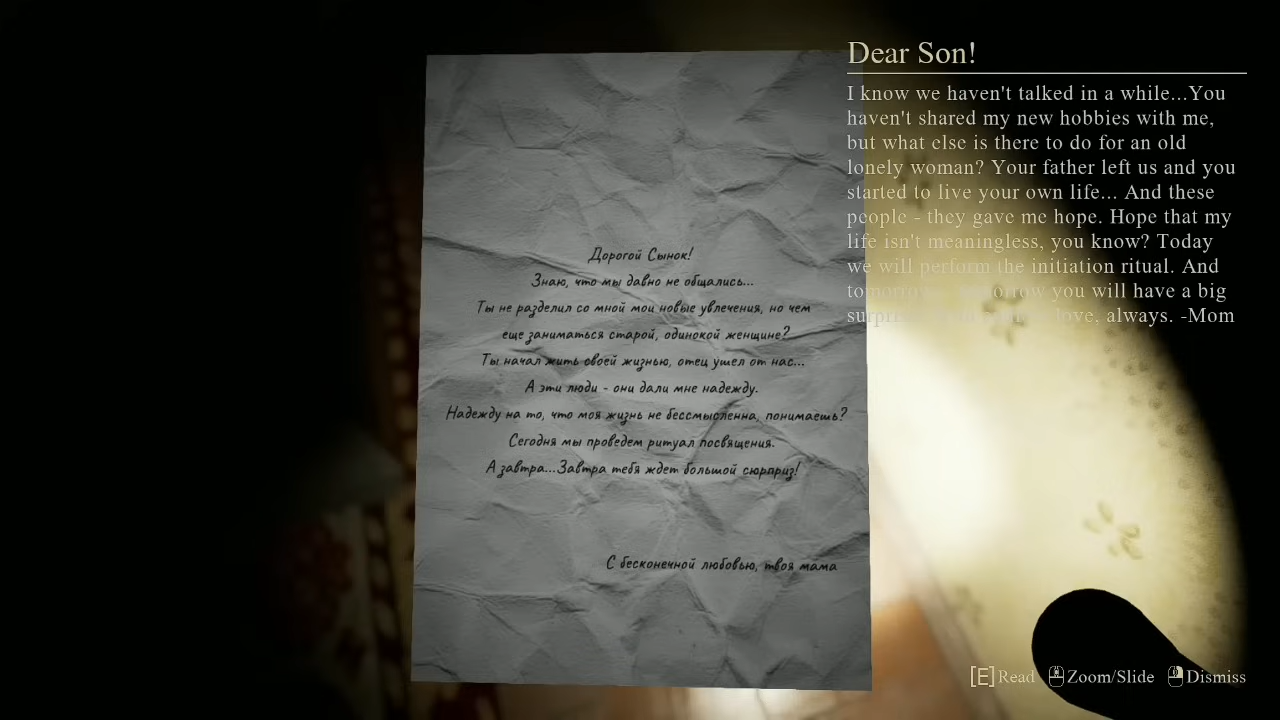 Дорогой Сынок!
Знаю, что мы давно не общались...
Ты не разделил со мной мои новые увлечения, но чем
еще заниматься старой, одинокой женщине?
Ты начал жить своей жизнью, отец ушел от нас...
А эти люди - они дали мне надежду.
Надежду на то, что моя жизнь не бессмысленна, понимаешь?
Сегодня мы проведем ритуал посвящения.
А завтра...Завтра тебя ждет большой сюрприз!
С бесконечной любовью, твоя мама
Dear Son!
I know we haven't talked in a while...You
haven't shared my new hobbies with me,
but what else is there to do for an old
lonely woman? Your father left us and you
started to live your own life... And these
people - they gave me hope. Hope that my
life isn't meaningless, you know? Today
we will perform the initiation ritual. And
tomorrow... tomorrow you will have a big
love, always. -Mom
[E] Read Zoom/Slide Dismiss